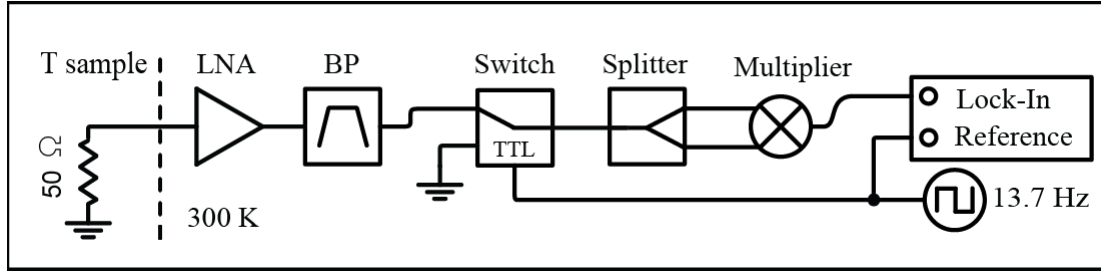 T sample
LNA
BP
Switch
Splitter
Multiplier
Lock-In
Reference
TTL
50 Ω
300 K
13.7 Hz